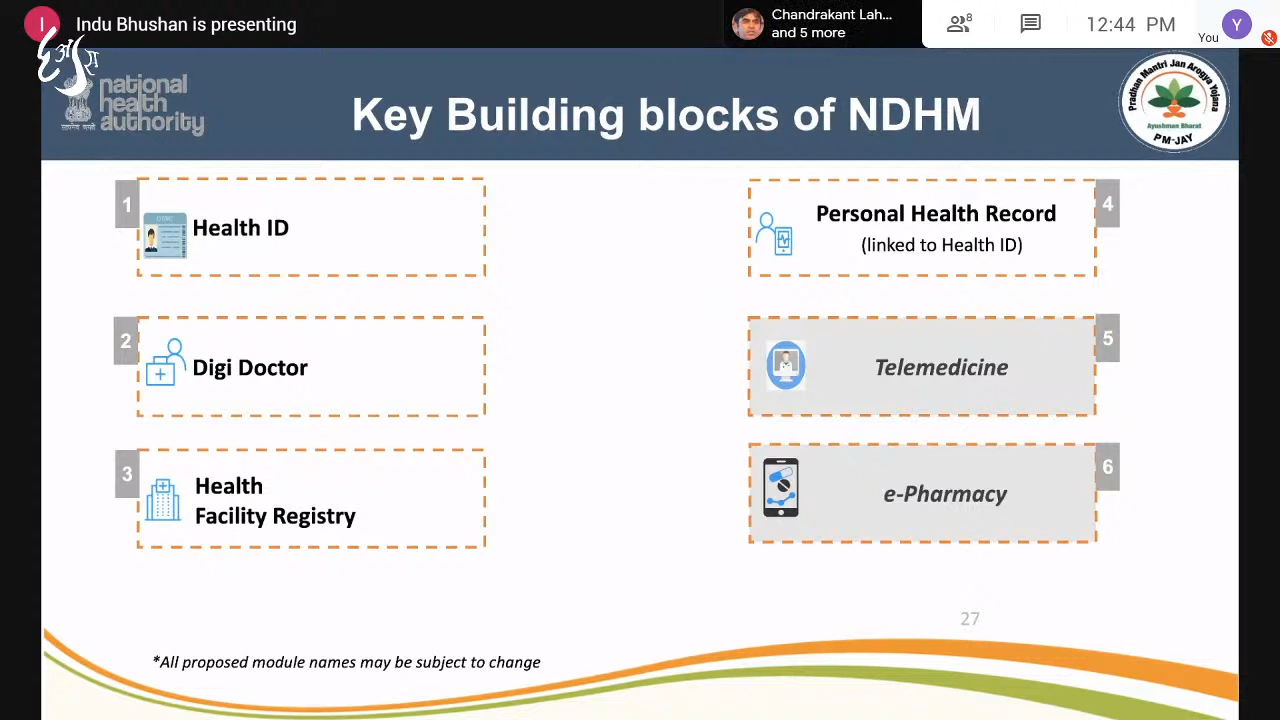 I
Indu Bhushan is presenting
Chandrakant Lah...
and 5 more
8
12:44 PM
You
Y
national
health
authority
Key Building blocks of NDHM
Pradhan Mantri Jan Arogya Yojana
Ayushman Bharat
PM-JAY
1
Health ID
2
Digi Doctor
3
Health
Facility Registry
4
Personal Health Record
(linked to Health ID)
5
Telemedicine
6
e-Pharmacy
27
*All proposed module names may be subject to change